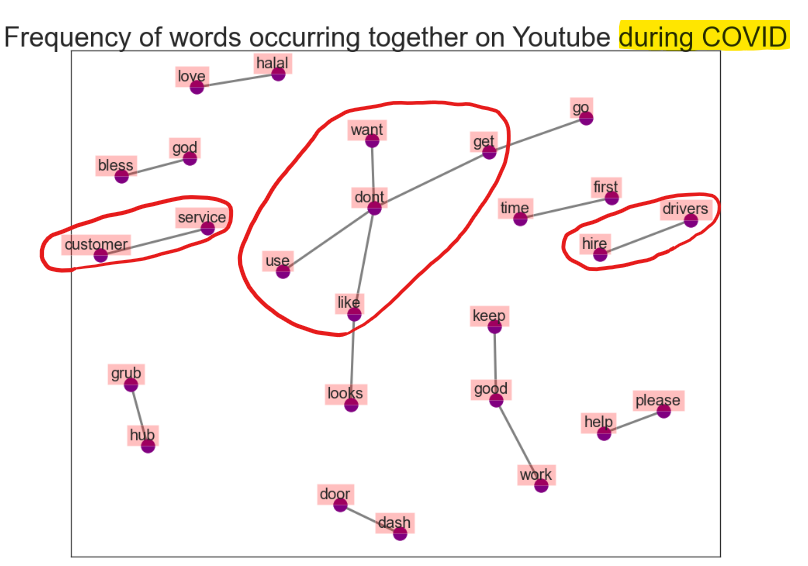 Frequency of words occurring together on Youtube during COVID
love
halal
want
get
go
bless
god
dont
time
first
customer
service
hire
drivers
use
like
keep
grub
hub
looks
good
help
please
work
door
dash